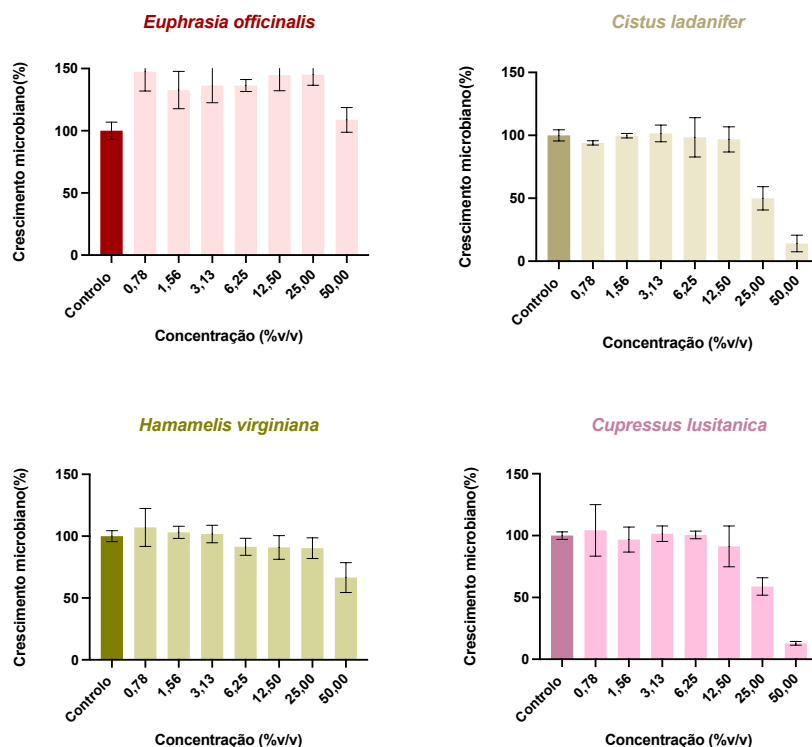 Euphrasia officinalis
Crescimento microbiano(%)
150
100
50
0
Controlo
0,78
1,56
3,13
6,25
12,50
25,00
50,00
Concentração (%v/v)
Cistus ladanifer
Crescimento microbiano(%)
150
100
50
0
Controlo
0,78
1,56
3,13
6,25
12,50
25,00
50,00
Concentração (%v/v)
Hamamelis virginiana
Crescimento microbiano(%)
150
100
50
0
Controlo
0,78
1,56
3,13
6,25
12,50
25,00
50,00
Concentração (%v/v)
Cupressus lusitanica
Crescimento microbiano(%)
150
100
50
0
Controlo
0,78
1,56
3,13
6,25
12,50
25,00
50,00
Concentração (%v/v)